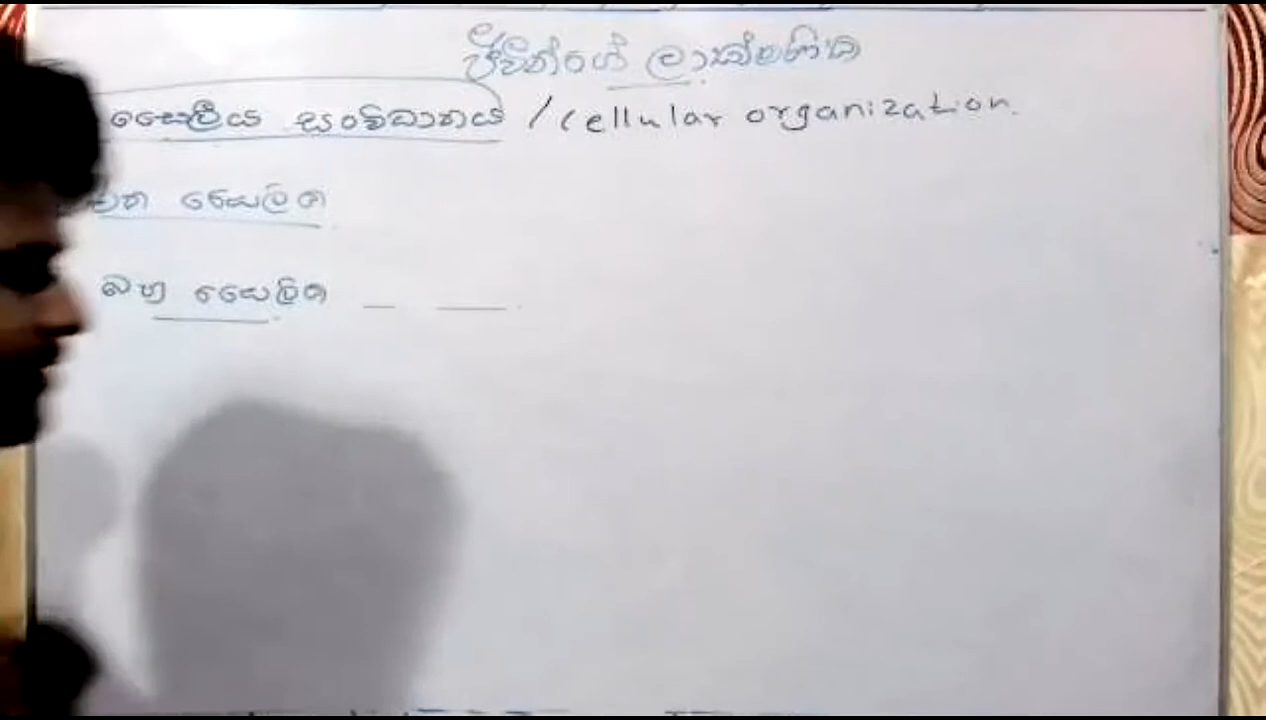 ජීවීන්ගේ ලාක්ෂණික
සෛලීය සංවිධානය / cellular organization.
සෛලික
බහු සෛලික